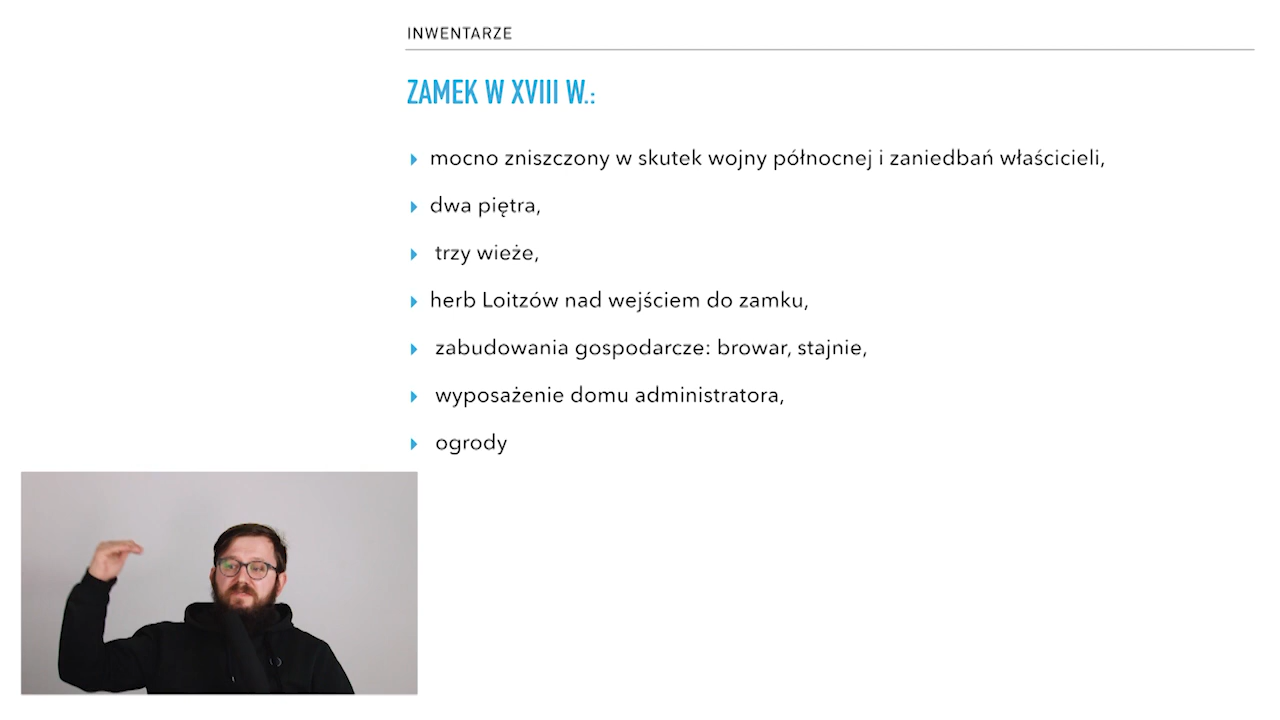 INWENTARZE
ZAMEK W XVIII W.:
mocno zniszczony w skutek wojny północnej i zaniedbań właścicieli,
dwa piętra,
trzy wieże,
herb Loitzów nad wejściem do zamku,
zabudowania gospodarcze: browar, stajnie,
wyposażenie domu administratora,
ogrody